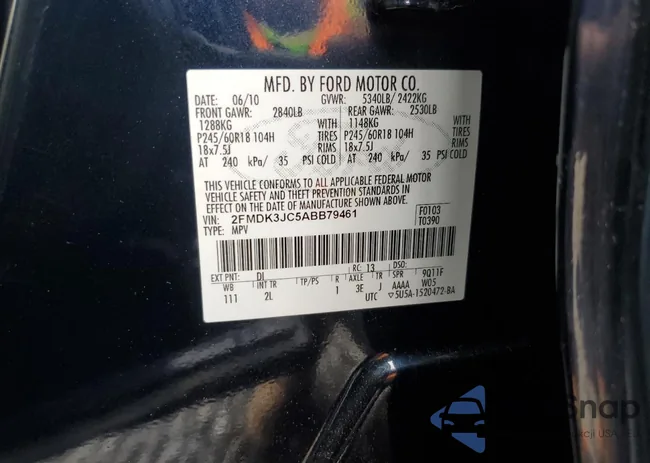 MFD. BY FORD MOTOR CO.
DATE: 06/10 GVWR: 5340LB/ 2422KG
FRONT GAWR: 2840LB REAR GAWR: 2530LB
1288KG WITH 1148KG WITH
P245/60R18 104H TIRES P245/60R18 104H TIRES
18x7.5J RIMS 18x7.5J RIMS
AT 240 kPa/ 35 PSI COLD AT 240 kPa/ 35 PSI COLD
THIS VEHICLE CONFORMS TO ALL APPLICABLE FEDERAL MOTOR
VEHICLE SAFETY AND THEFT PREVENTION STANDARDS IN
EFFECT ON THE DATE OF MANUFACTURE SHOWN ABOVE.
VIN: 2FMDK3JC5ABB79461 F0103
TYPE: MPV T0390
EXT PNT: DI RC: 13 DSO:
WB INT TR TP/PS R AXLE TR SPR 9Q11F
111 2L 1 3E J AAAA W05
UTC ▽5U5A-1520472-BA
Snap